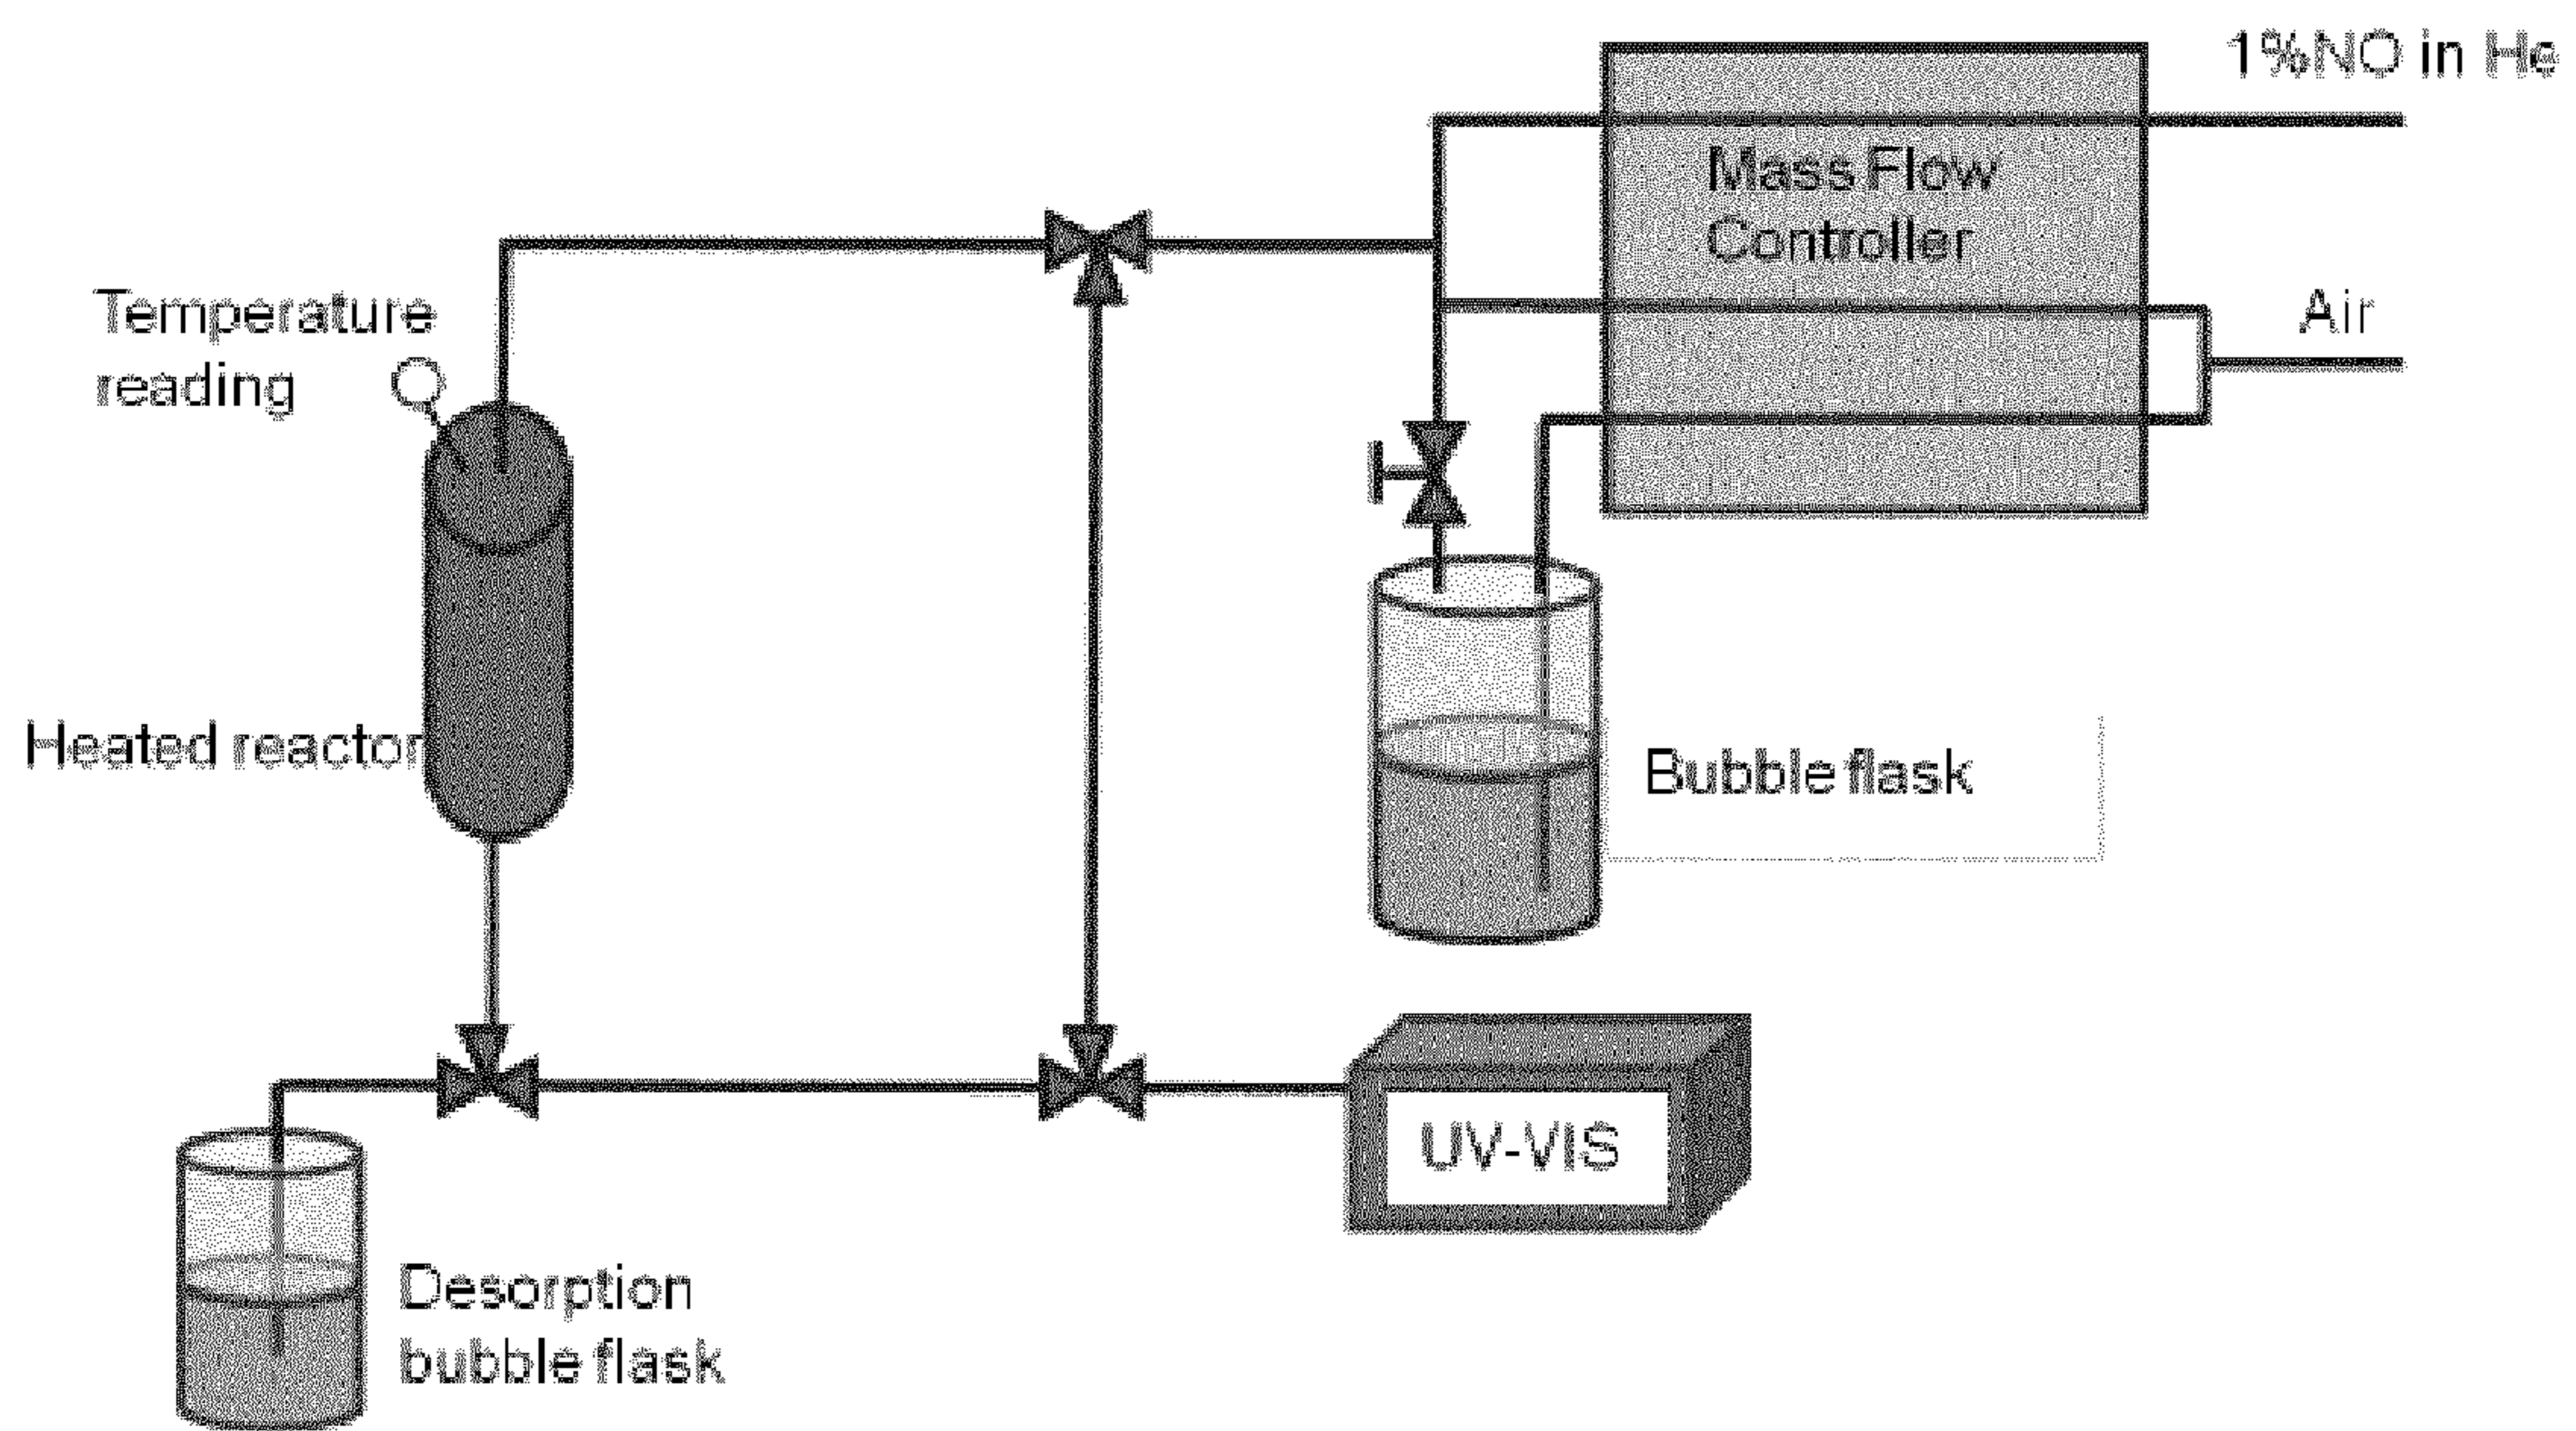 1%NO in He
Mass Flow
Controller
Air
Temperature
reading
Heated reactor
Bubble flask
UV-VIS
Desorption
bubble flask